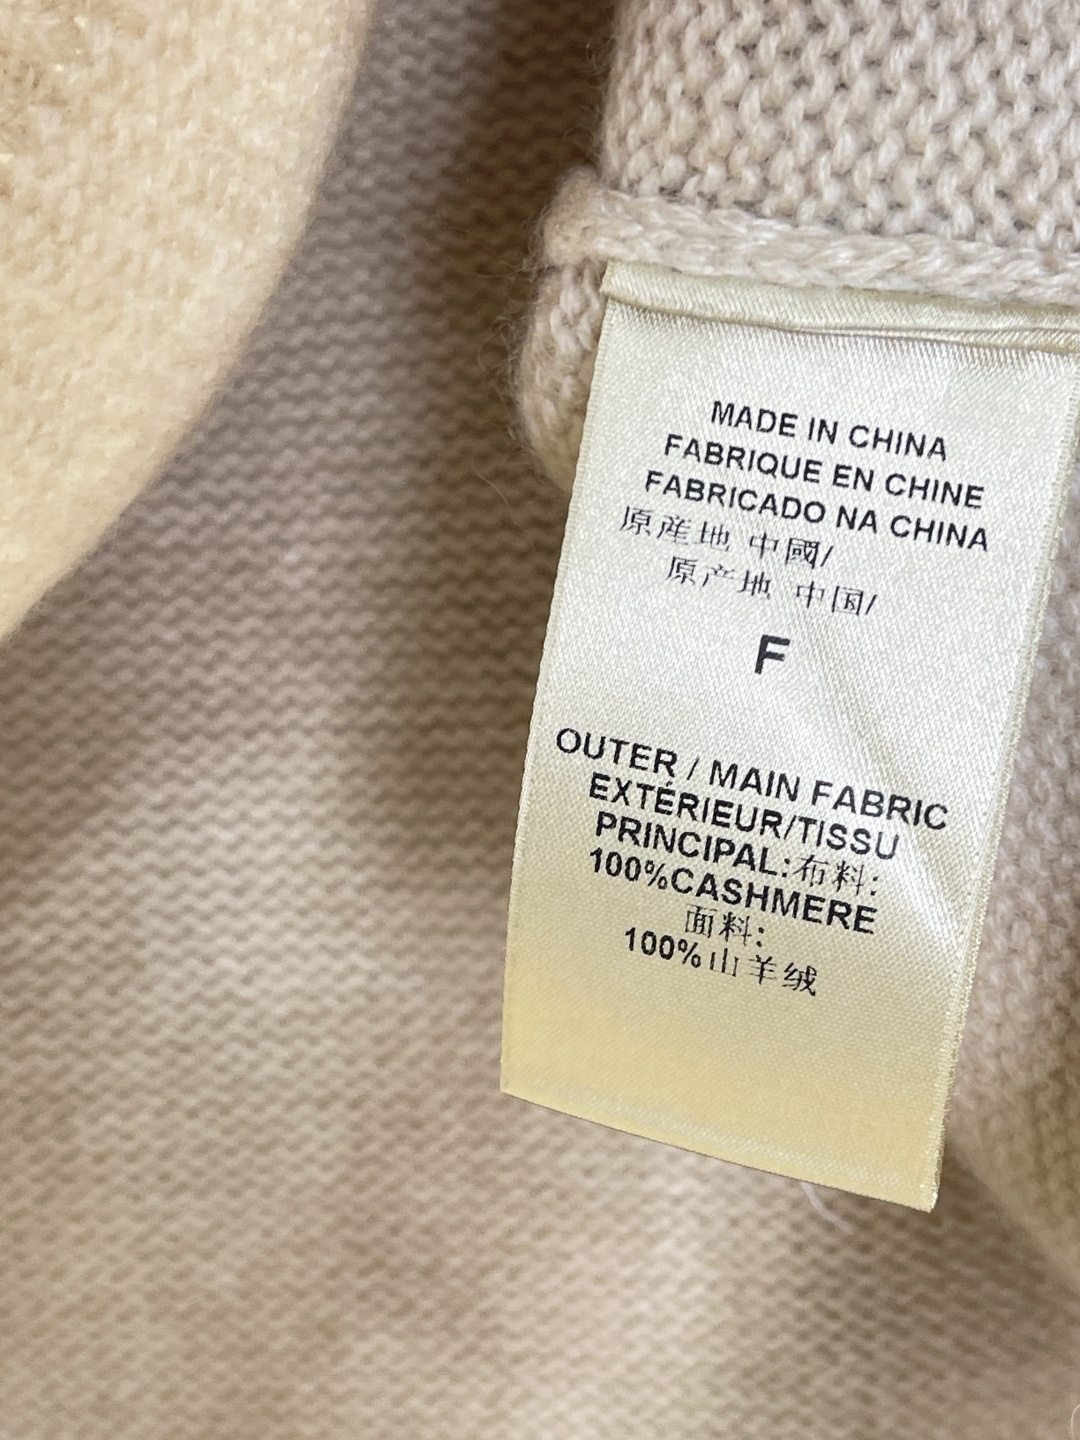 MADE IN CHINA
FABRIQUE EN CHINE
FABRICADO NA CHINA
原産地 中國/
原产地 中国/
F
OUTER / MAIN FABRIC
EXTÉRIEUR/TISSU
PRINCIPAL:布料:
100%CASHMERE
面料:
100%山羊绒